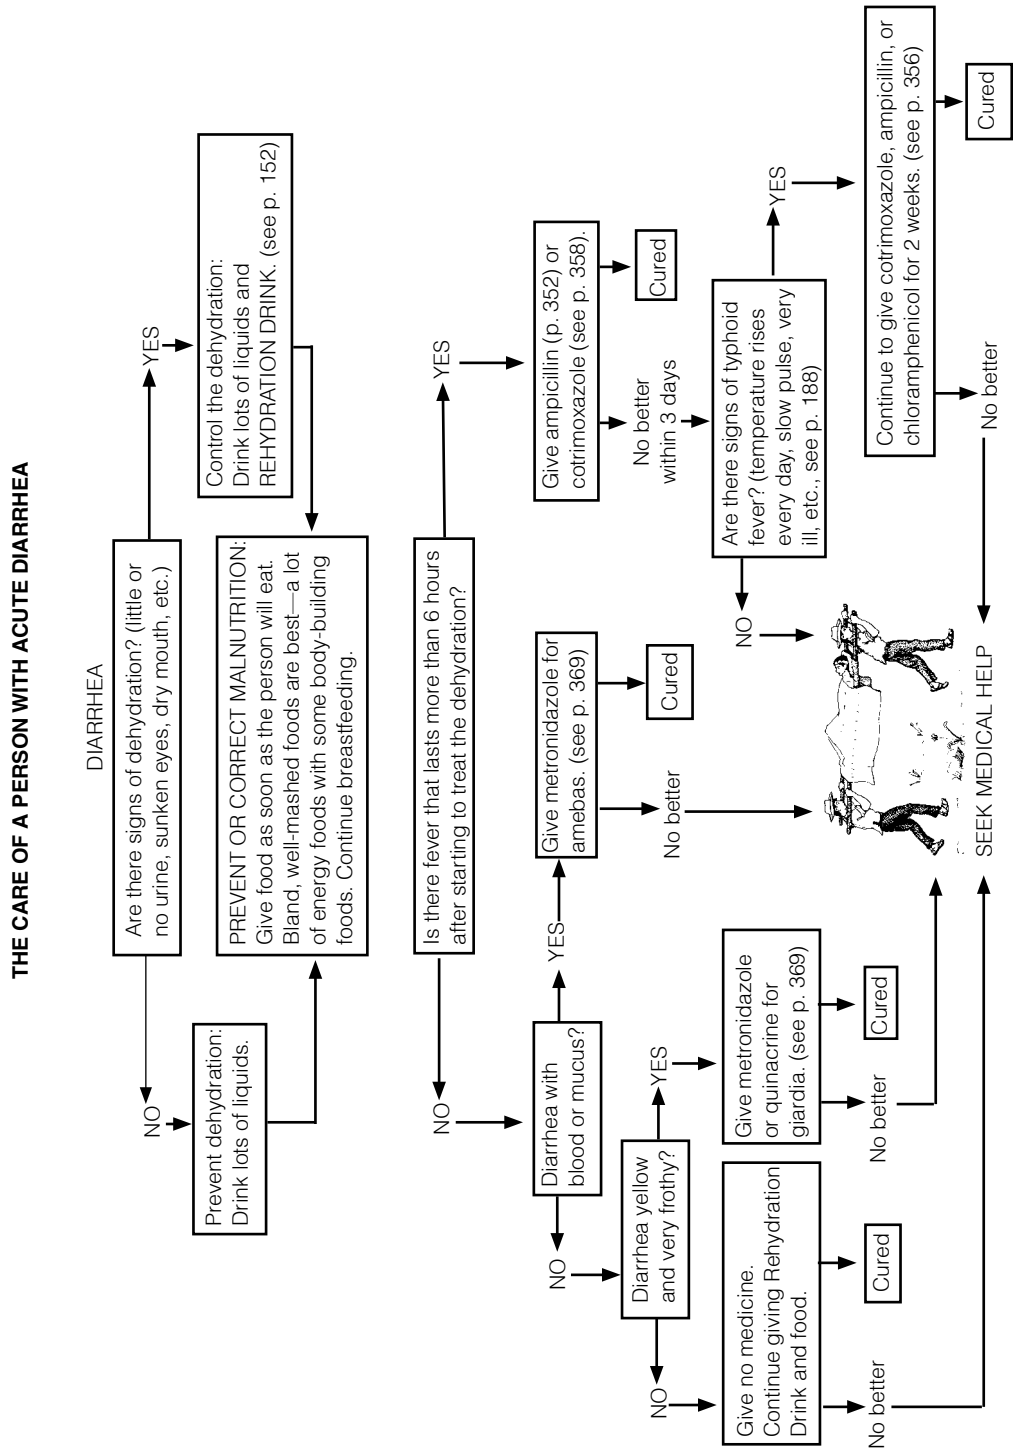 THE CARE OF A PERSON WITH ACUTE DIARRHEA
DIARRHEA
Are there signs of dehydration? (little or
no urine, sunken eyes, dry mouth, etc.)
NO
YES
Prevent dehydration:
Drink lots of liquids.
Control the dehydration:
Drink lots of liquids and
REHYDRATION DRINK. (see p. 152)
PREVENT OR CORRECT MALNUTRITION:
Give food as soon as the person will eat.
Bland, well-mashed foods are best—a lot
of energy foods with some body-building
foods. Continue breastfeeding.
Is there fever that lasts more than 6 hours
after starting to treat the dehydration?
NO
YES
Diarrhea with
blood or mucus?
YES
Give metronidazole for
amebas. (see p. 369)
Give ampicillin (p. 352) or
cotrimoxazole (see p. 358).
NO
No better
Cured
No better
within 3 days
Cured
Diarrhea yellow
and very frothy?
YES
NO
Are there signs of typhoid
fever? (temperature rises
every day, slow pulse, very
ill, etc., see p. 188)
NO
YES
Give no medicine.
Continue giving Rehydration
Drink and food.
Give metronidazole
or quinacrine for
giardia. (see p. 369)
No better
Cured
No better
Cured
Continue to give cotrimoxazole, ampicillin, or
chloramphenicol for 2 weeks. (see p. 356)
SEEK MEDICAL HELP
No better
Cured